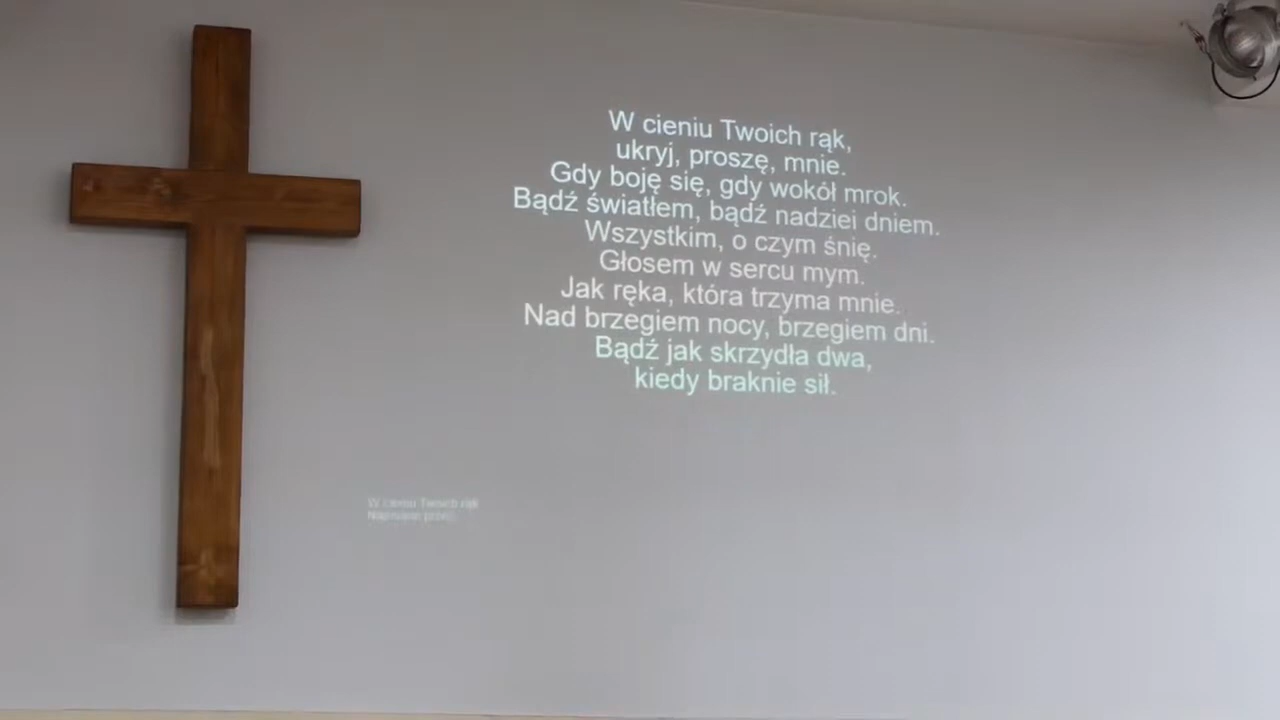 W cieniu Twoich rąk,
ukryj, proszę, mnie.
Gdy boję się, gdy wokół mrok.
Bądź światłem, bądź nadziei dniem.
Wszystkim, o czym śnię.
Głosem w sercu mym.
Jak ręka, która trzyma mnie.
Nad brzegiem nocy, brzegiem dni.
Bądź jak skrzydła dwa,
kiedy braknie sił.
W cieniu Twoich rąk